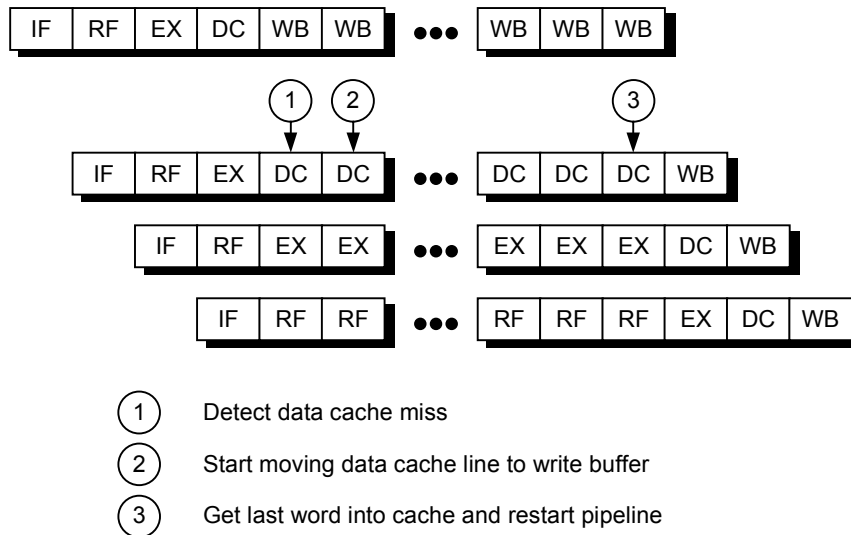 IF RF EX DC WB WB ●●● WB WB WB
1 2 3
IF RF EX DC DC ●●● DC DC DC WB
IF RF EX EX ●●● EX EX EX DC WB
IF RF RF ●●● RF RF RF EX DC WB
1 Detect data cache miss
2 Start moving data cache line to write buffer
3 Get last word into cache and restart pipeline